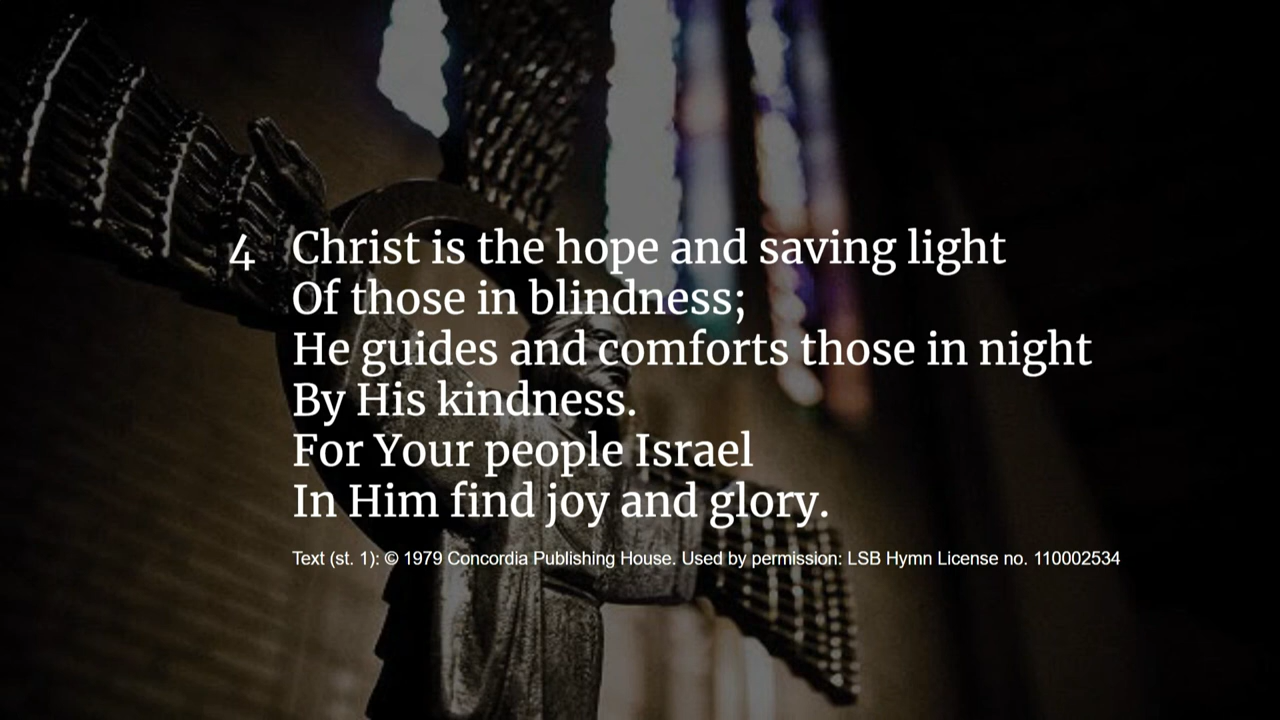 4 Christ is the hope and saving light
Of those in blindness;
He guides and comforts those in night
By His kindness.
For Your people Israel
In Him find joy and glory.
Text (st. 1): © 1979 Concordia Publishing House. Used by permission: LSB Hymn License no. 110002534